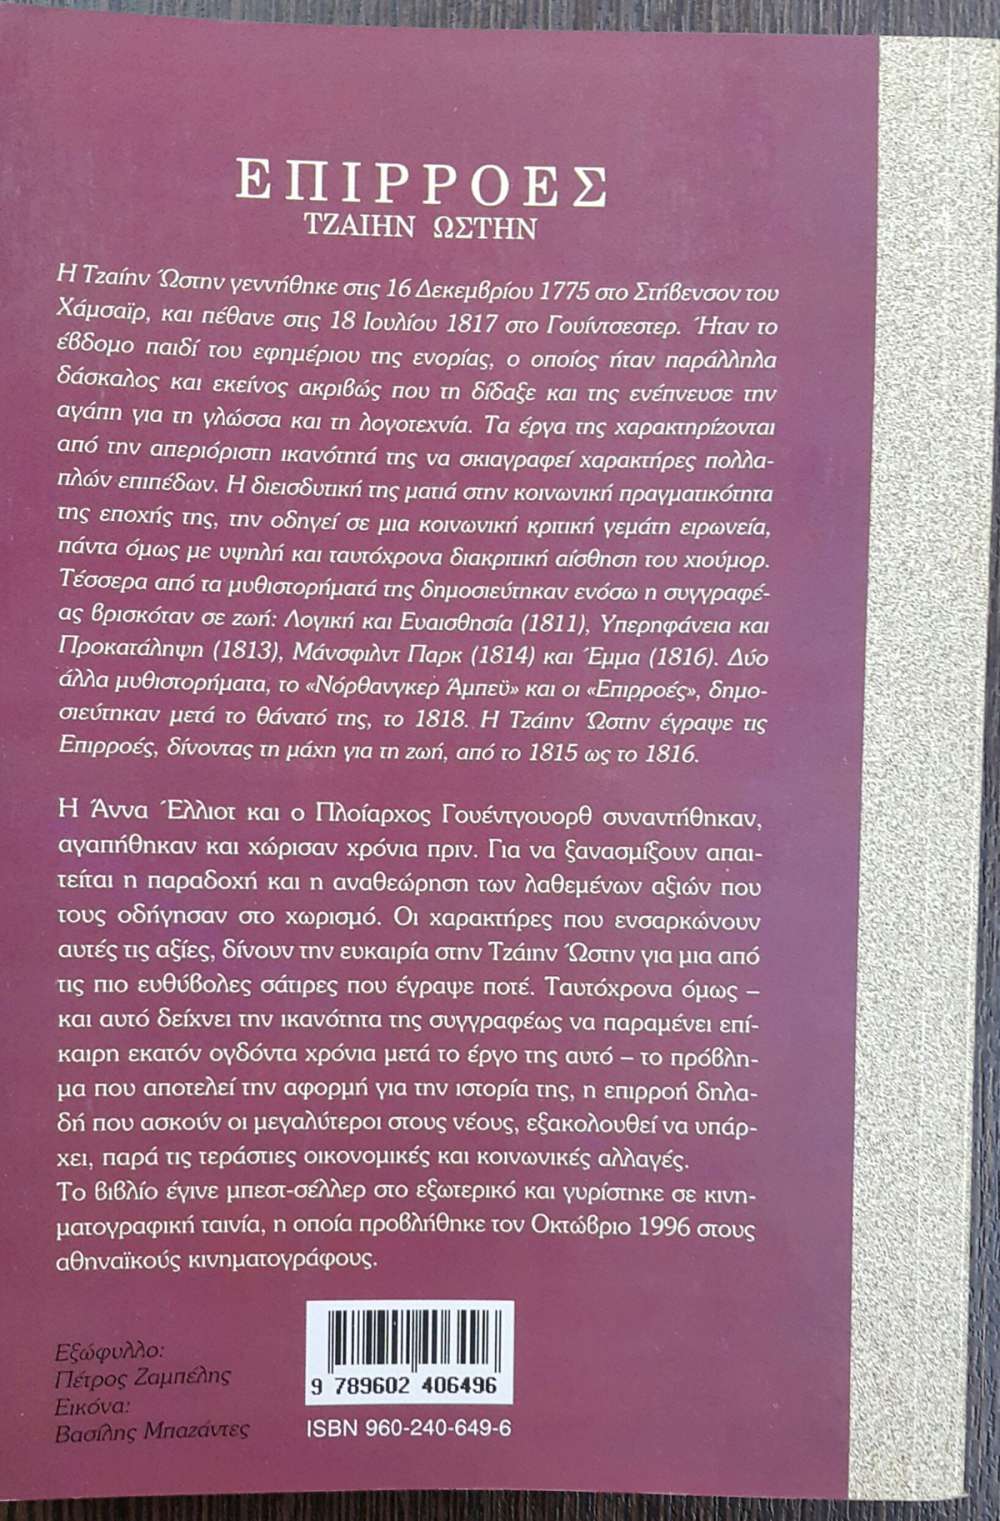 ΕΠΙΡΡΟΕΣ
ΤΖΑΙΗΝ ΩΣΤΗΝ
Η Τζαίην Ώστην γεννήθηκε στις 16 Δεκεμβρίου 1775 στο Στήβενσον του
Χάμσαϊρ, και πέθανε στις 18 Ιουλίου 1817 στο Γουίντσεστερ. Ήταν το
έβδομο παιδί του εφημέριου της ενορίας, ο οποίος ήταν παράλληλα
δάσκαλος και εκείνος ακριβώς που τη δίδαξε και της ενέπνευσε την
αγάπη για τη γλώσσα και τη λογοτεχνία. Τα έργα της χαρακτηρίζονται
από την απεριόριστη ικανότητά της να σκιαγραφεί χαρακτήρες πολλα-
πλών επιπέδων. Η διεισδυτική της ματιά στην κοινωνική πραγματικότητα
της εποχής της, την οδηγεί σε μια κοινωνική κριτική γεμάτη ειρωνεία,
πάντα όμως με υψηλή και ταυτόχρονα διακριτική αίσθηση του χιούμορ.
Τέσσερα από τα μυθιστορήματά της δημοσιεύτηκαν ενόσω η συγγραφέ-
ας βρισκόταν σε ζωή: Λογική και Ευαισθησία (1811), Υπερηφάνεια και
Προκατάληψη (1813), Μάνσφιλντ Παρκ (1814) και Έμμα (1816). Δύο
άλλα μυθιστορήματα, το «Νόρθανγκερ Άμπεϋ» και οι «Επιρροές», δημο-
σιεύτηκαν μετά το θάνατό της, το 1818. Η Τζάιην Ώστην έγραψε τις
Επιρροές, δίνοντας τη μάχη για τη ζωή, από το 1815 ως το 1816.
Η Άννα Έλλιοτ και ο Πλοίαρχος Γουέντγουορθ συναντήθηκαν,
αγαπήθηκαν και χώρισαν χρόνια πριν. Για να ξανασμίξουν απαι-
τείται η παραδοχή και η αναθεώρηση των λαθεμένων αξιών που
τους οδήγησαν στο χωρισμό. Οι χαρακτήρες που ενσαρκώνουν
αυτές τις αξίες, δίνουν την ευκαιρία στην Τζάιην Ώστην για μια από
τις πιο ευθύβολες σάτιρες που έγραψε ποτέ. Ταυτόχρονα όμως –
και αυτό δείχνει την ικανότητα της συγγραφέως να παραμένει επί-
καιρη εκατόν ογδόντα χρόνια μετά το έργο της αυτό – το πρόβλη-
μα που αποτελεί την αφορμή για την ιστορία της, η επιρροή δηλα-
δή που ασκούν οι μεγαλύτεροι στους νέους, εξακολουθεί να υπάρ-
χει, παρά τις τεράστιες οικονομικές και κοινωνικές αλλαγές.
Το βιβλίο έγινε μπεστ-σέλλερ στο εξωτερικό και γυρίστηκε σε κινη-
ματογραφική ταινία, η οποία προβλήθηκε τον Οκτώβριο 1996 στους
αθηναϊκούς κινηματογράφους.
Εξώφυλλο:
Πέτρος Ζαμπέλης
Εικόνα:
Βασίλης Μπαζάντες
9 789602 406496
ISBN 960-240-649-6